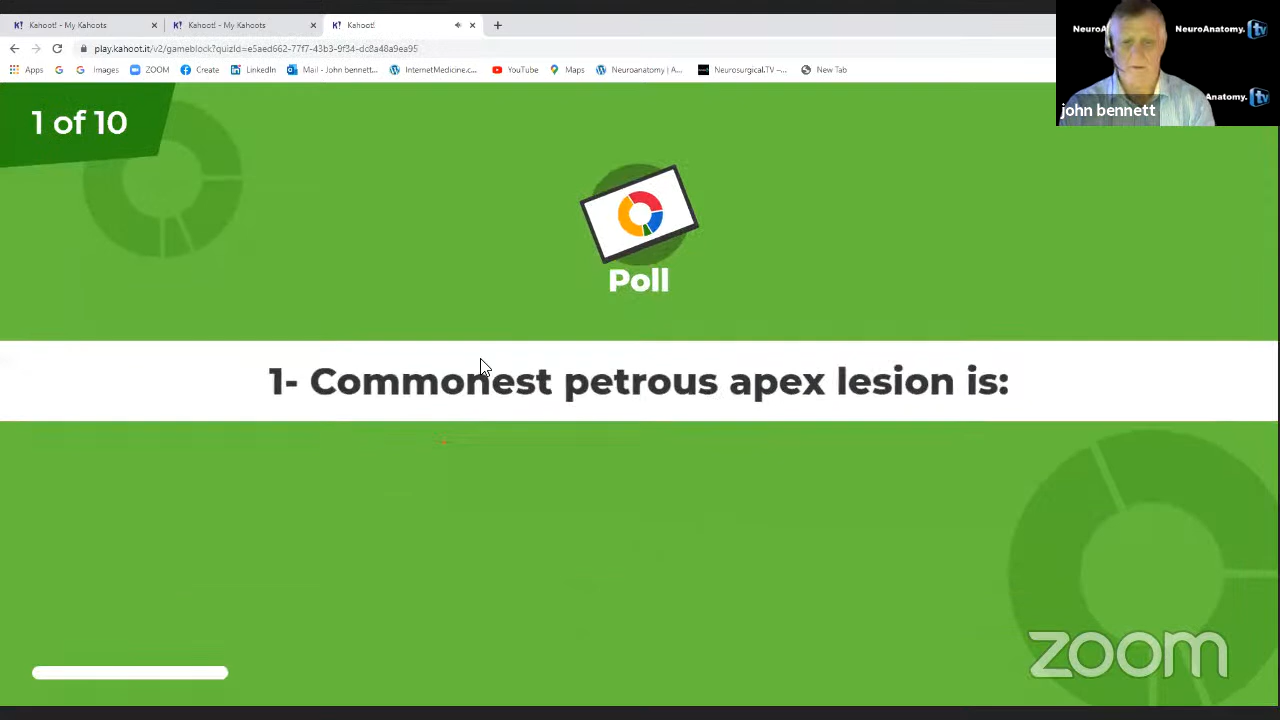 K! Kahoot! - My Kahoots
K! Kahoot! - My Kahoots
K! Kahoot!
play.kahoot.it/v2/gameblock?quizId=e5aed662-77f7-43b3-9f34-dc8a48a9ea95
Apps G G Images ZOOM Create LinkedIn Mail - John bennett... InternetMedicine.c... YouTube Maps Neuroanatomy | A... Neurosurgical.TV –... New Tab
NeuroA
NeuroAnatomy. tv
Anatomy. tv
john bennett
1 of 10
Poll
1- Commonest petrous apex lesion is:
zoom